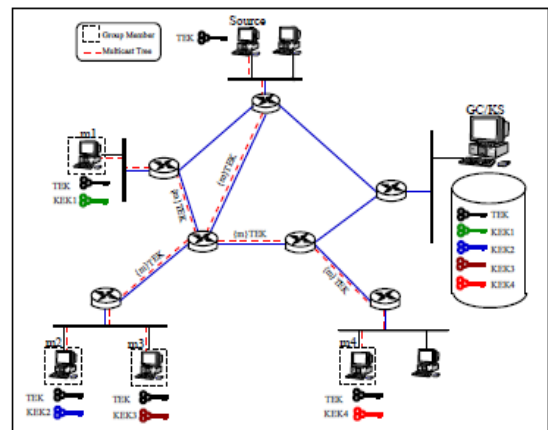 Group Member
Multicast Tree
Source
TEK
GC/KS
m1
TEK
KEK1
{m}TEK
{m}TEK
{m}TEK
{m}TEK
{m}TEK
TEK
KEK1
KEK2
KEK3
KEK4
m2
m3
m4
TEK
KEK2
TEK
KEK3
TEK
KEK4